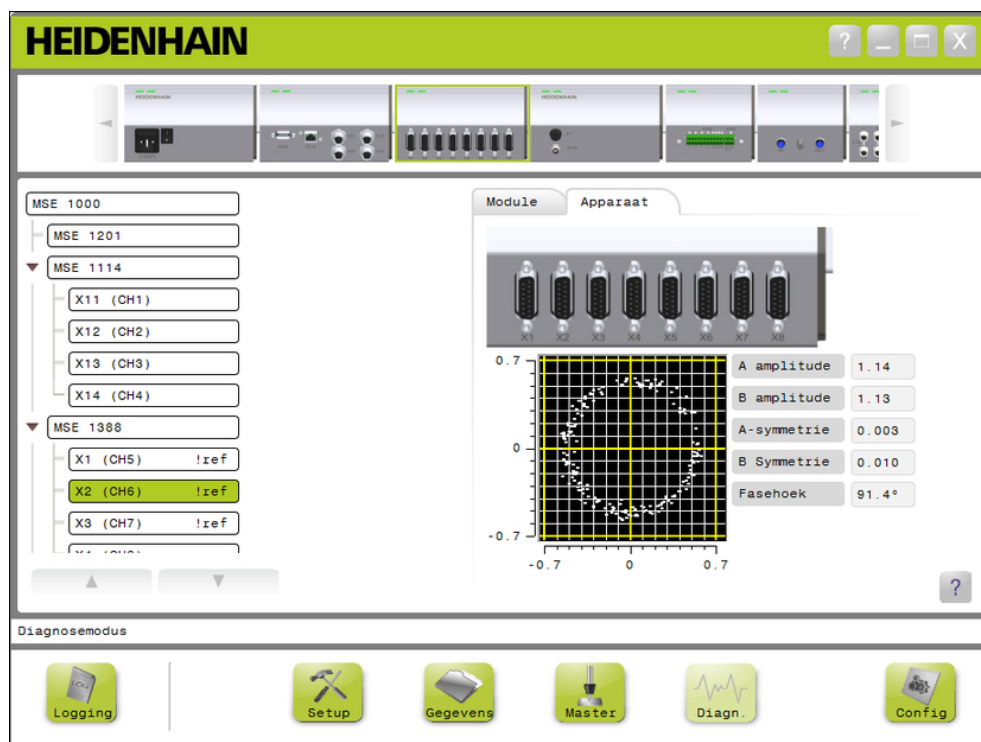 HEIDENHAIN
?
X
HEIDENHAIN
HEIDENHAIN
MSE 1000
MSE 1201
MSE 1114
X11 (CH1)
X12 (CH2)
X13 (CH3)
X14 (CH4)
MSE 1388
X1 (CH5) !ref
X2 (CH6) !ref
X3 (CH7) !ref
Module Apparaat
X1 X2 X3 X4 X5 X6 X7 X8
0.7
0
-0.7
-0.7 0 0.7
A amplitude 1.14
B amplitude 1.13
A-symmetrie 0.003
B Symmetrie 0.010
Fasehoek 91.4°
?
Diagnosemodus
LOG
Logging
Setup
Gegevens
Master
Diagn.
Config